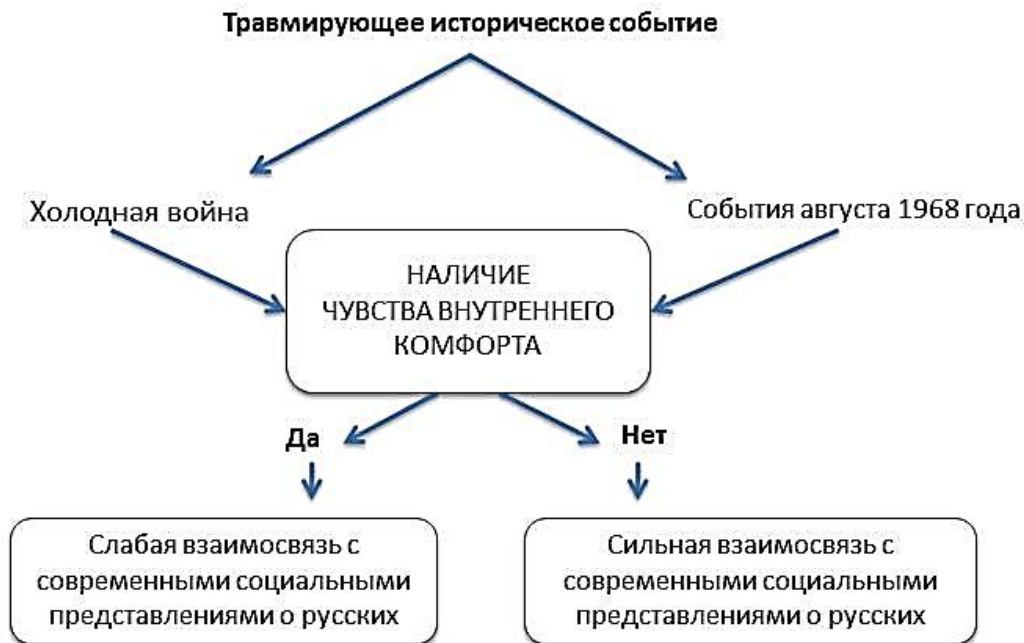 Травмирующее историческое событие
Холодная война
События августа 1968 года
НАЛИЧИЕ
ЧУВСТВА ВНУТРЕННЕГО
КОМФОРТА
Да
Нет
Слабая взаимосвязь с
современными социальными
представлениями о русских
Сильная взаимосвязь с
современными социальными
представлениями о русских